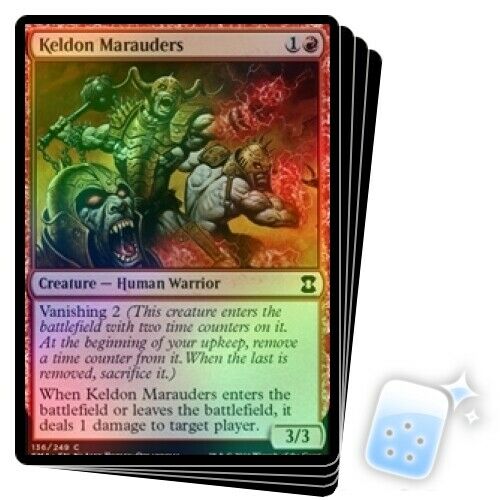 Keldon Marauders 1
Creature — Human Warrior
Vanishing 2 (This creature enters the
battlefield with two time counters on it.
At the beginning of your upkeep, remove
a time counter from it. When the last is
removed, sacrifice it.)
When Keldon Marauders enters the
battlefield or leaves the battlefield, it
deals 1 damage to target player.
3/3
136/249 C